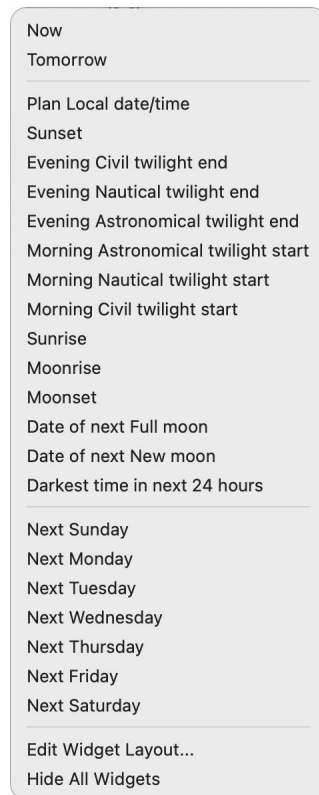 Now
Tomorrow
Plan Local date/time
Sunset
Evening Civil twilight end
Evening Nautical twilight end
Evening Astronomical twilight end
Morning Astronomical twilight start
Morning Nautical twilight start
Morning Civil twilight start
Sunrise
Moonrise
Moonset
Date of next Full moon
Date of next New moon
Darkest time in next 24 hours
Next Sunday
Next Monday
Next Tuesday
Next Wednesday
Next Thursday
Next Friday
Next Saturday
Edit Widget Layout...
Hide All Widgets